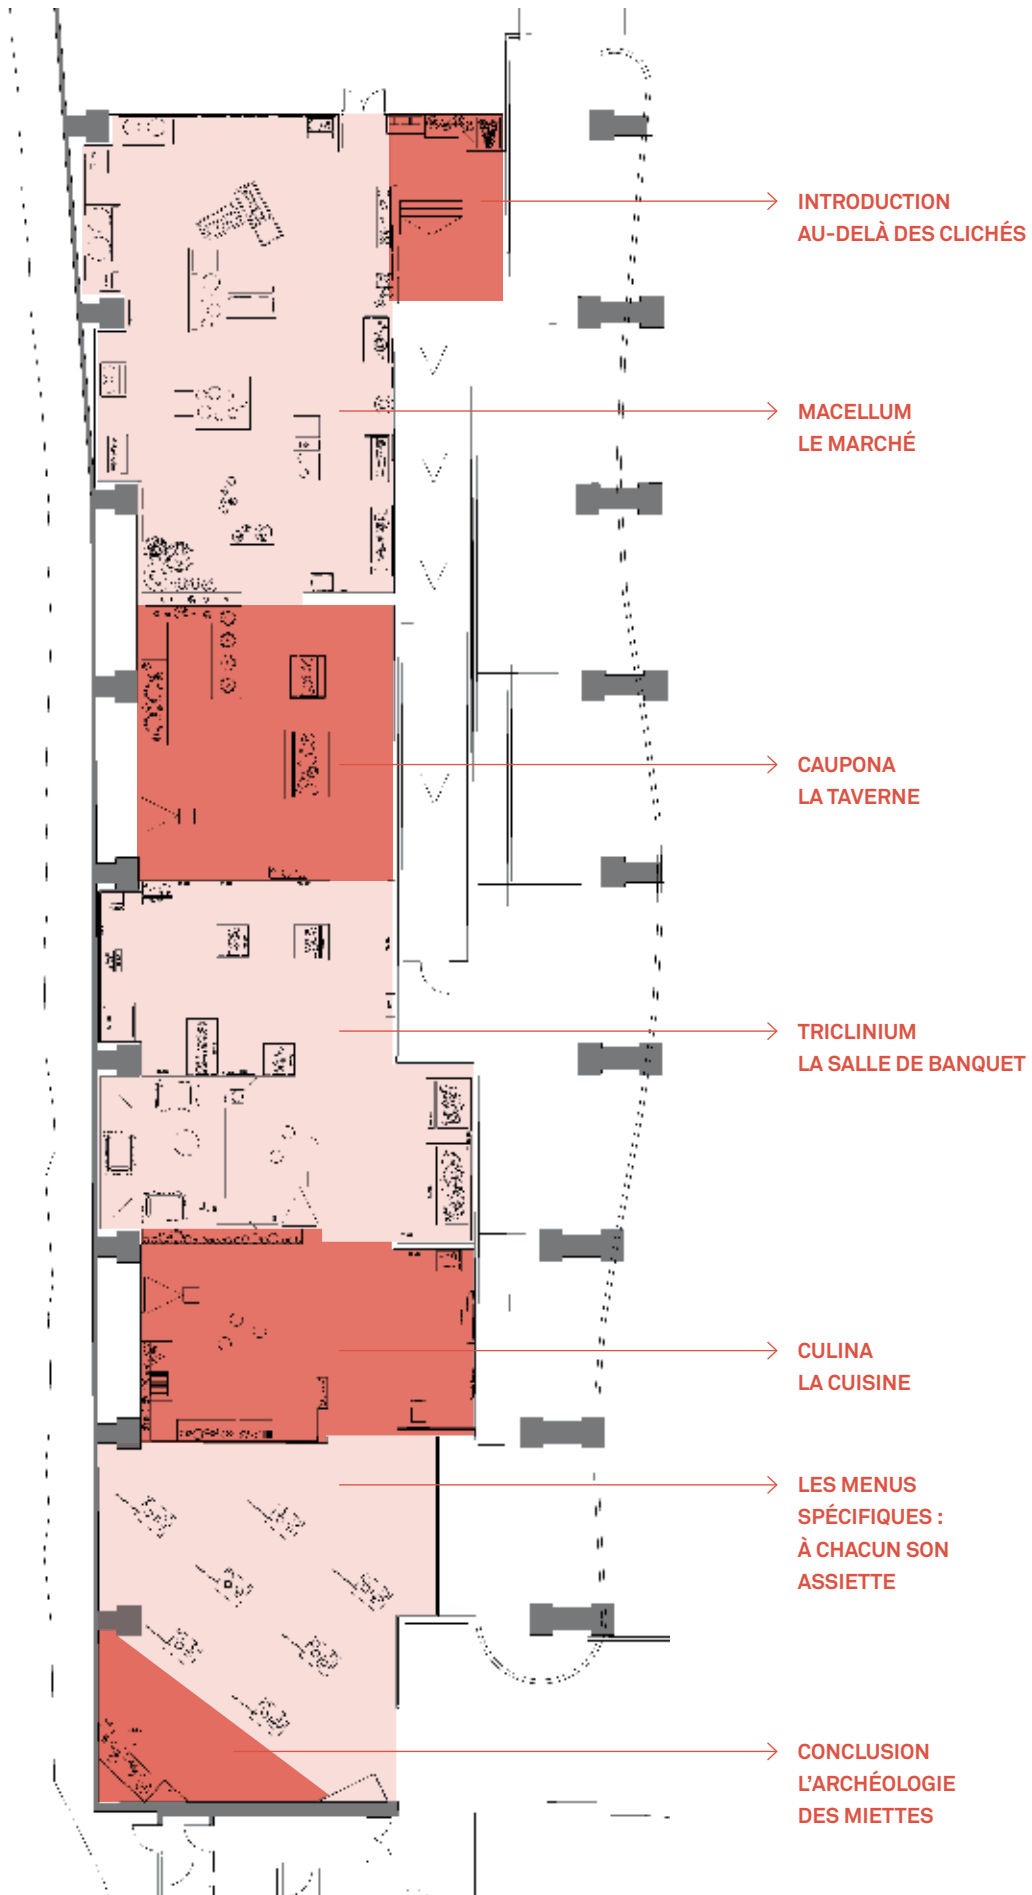 INTRODUCTION
AU-DELÀ DES CLICHÉS
MACELLUM
LE MARCHÉ
CAUPONA
LA TAVERNE
TRICLINIUM
LA SALLE DE BANQUET
CULINA
LA CUISINE
LES MENUS
SPÉCIFIQUES :
À CHACUN SON
ASSIETTE
CONCLUSION
L’ARCHÉOLOGIE
DES MIETTES